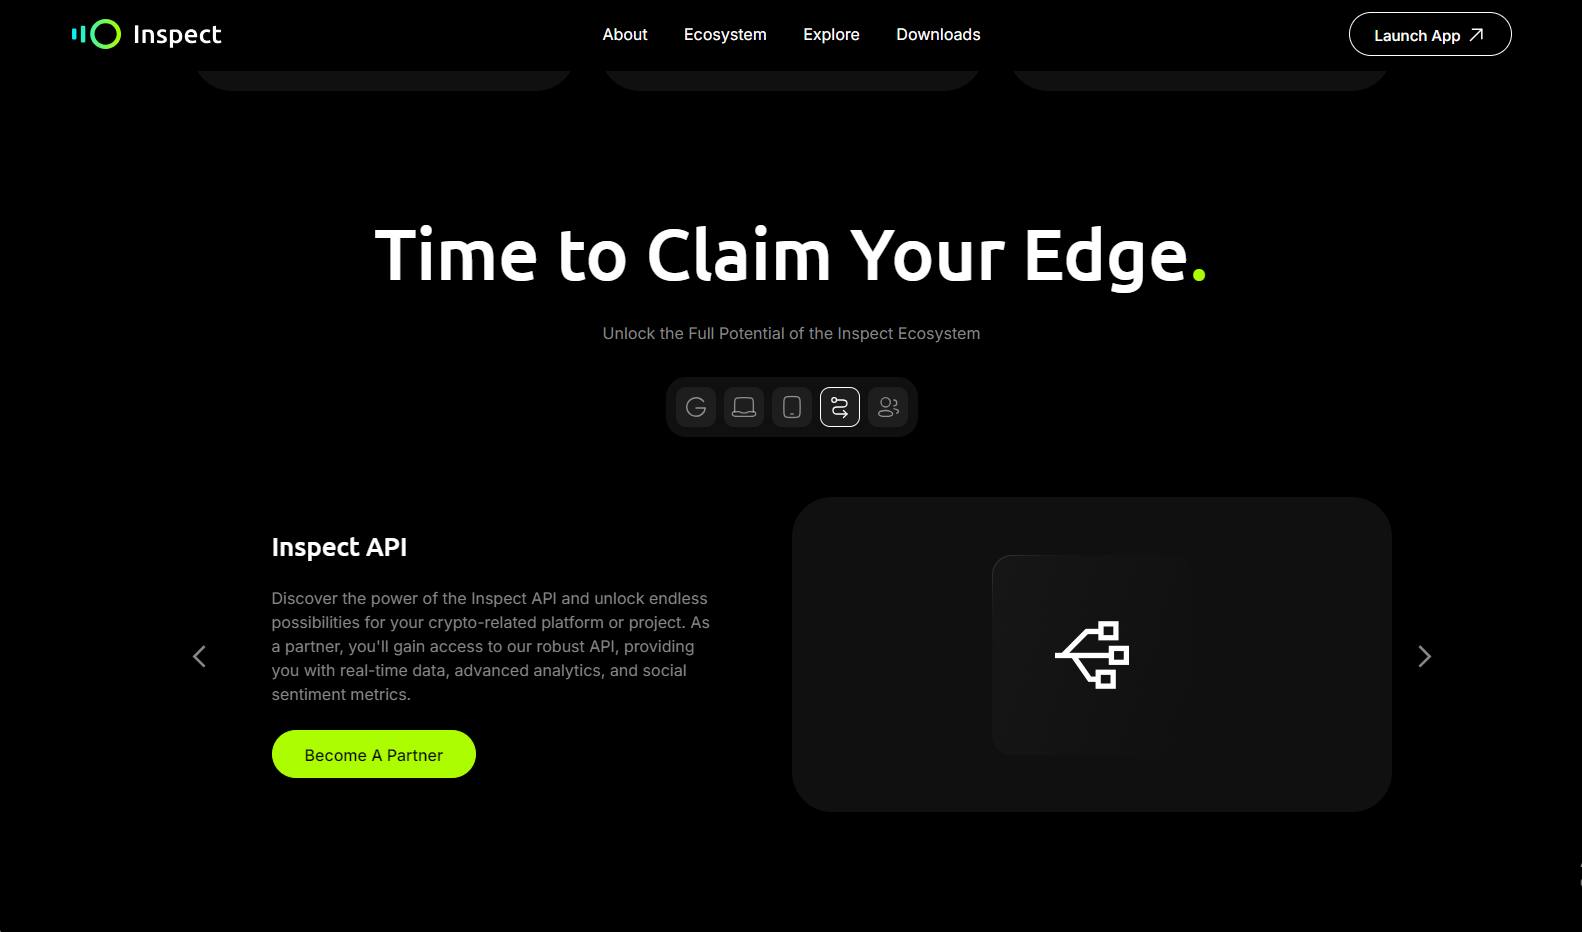 Inspect
About
Ecosystem
Explore
Downloads
Launch App
Time to Claim Your Edge.
Unlock the Full Potential of the Inspect Ecosystem
Inspect API
Discover the power of the Inspect API and unlock endless
possibilities for your crypto-related platform or project. As
a partner, you'll gain access to our robust API, providing
you with real-time data, advanced analytics, and social
sentiment metrics.
Become A Partner